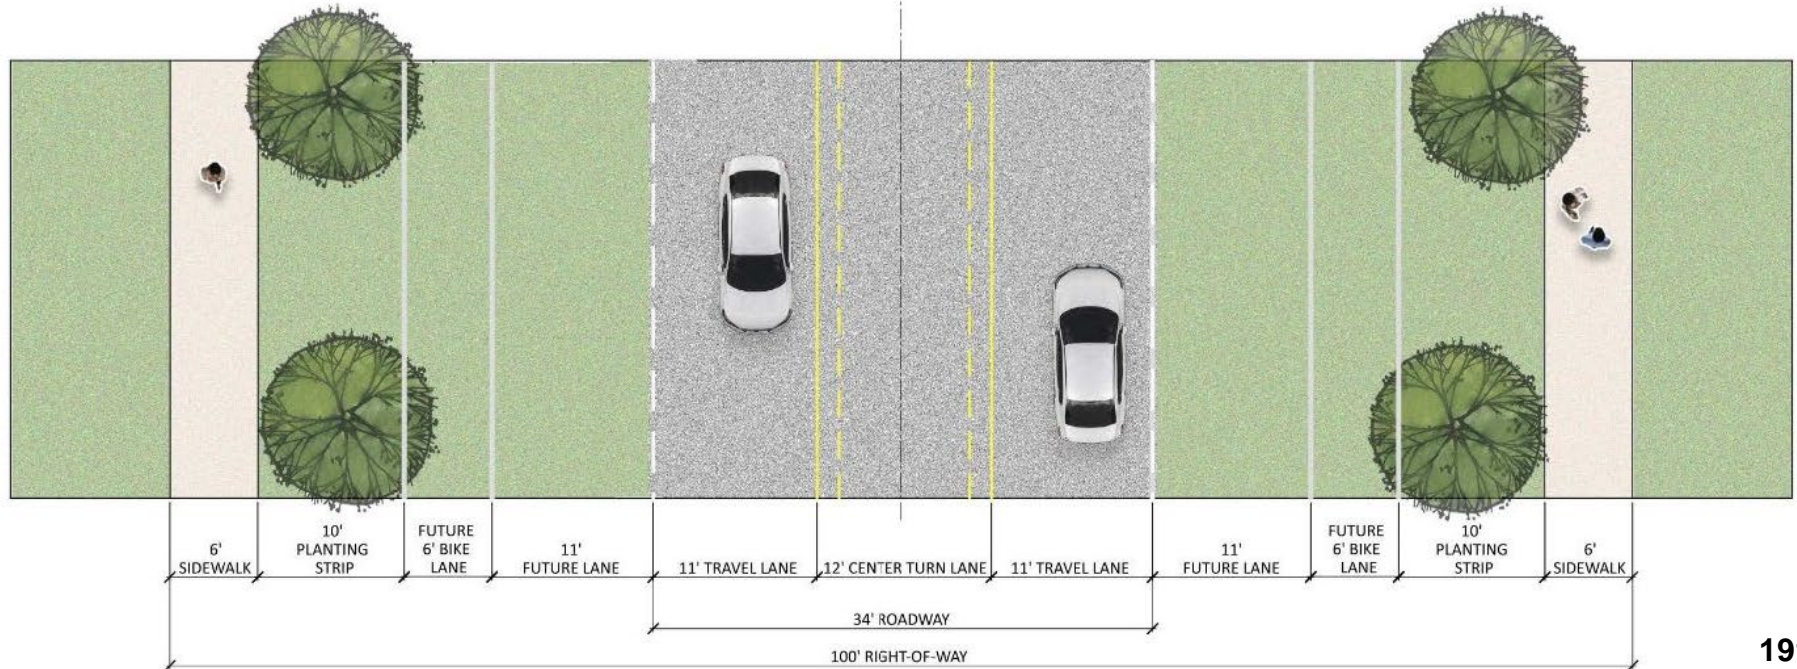 6'
SIDEWALK
10'
PLANTING
STRIP
FUTURE
6' BIKE
LANE
11'
FUTURE LANE
11' TRAVEL LANE
12' CENTER TURN LANE
11' TRAVEL LANE
11'
FUTURE LANE
FUTURE
6' BIKE
LANE
10'
PLANTING
STRIP
6'
SIDEWALK
34' ROADWAY
100' RIGHT-OF-WAY
19